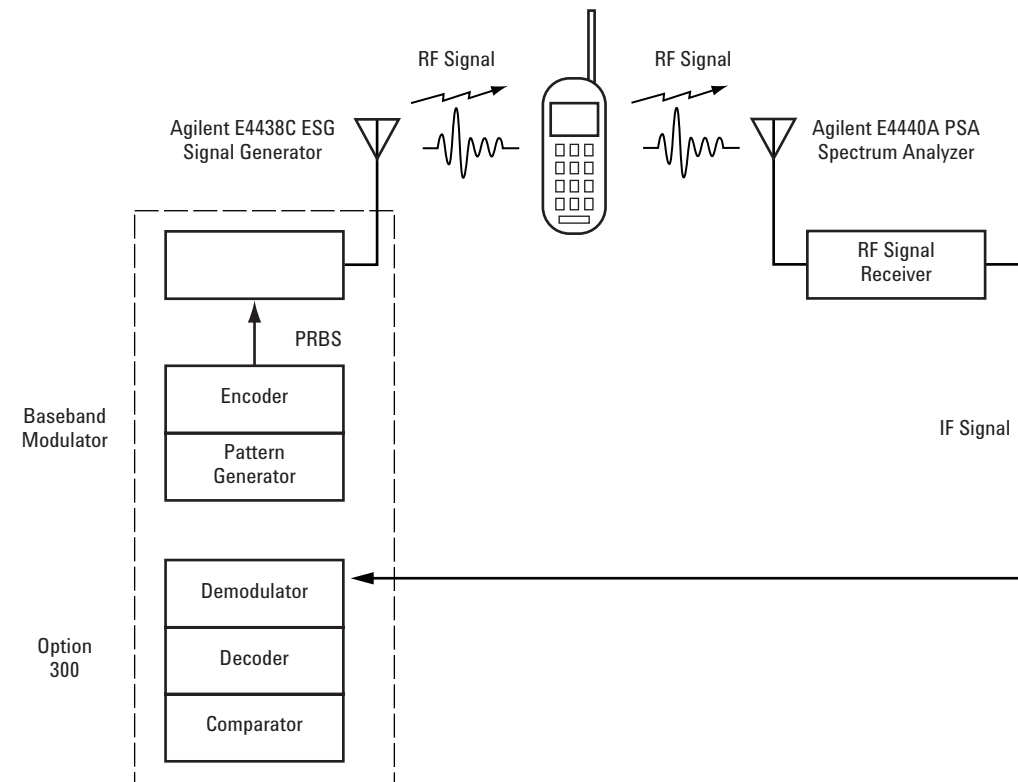 RF Signal
RF Signal
Agilent E4438C ESG
Signal Generator
Agilent E4440A PSA
Spectrum Analyzer
RF Signal
Receiver
PRBS
Encoder
Baseband
Modulator
Pattern
Generator
IF Signal
Demodulator
Option
300
Decoder
Comparator